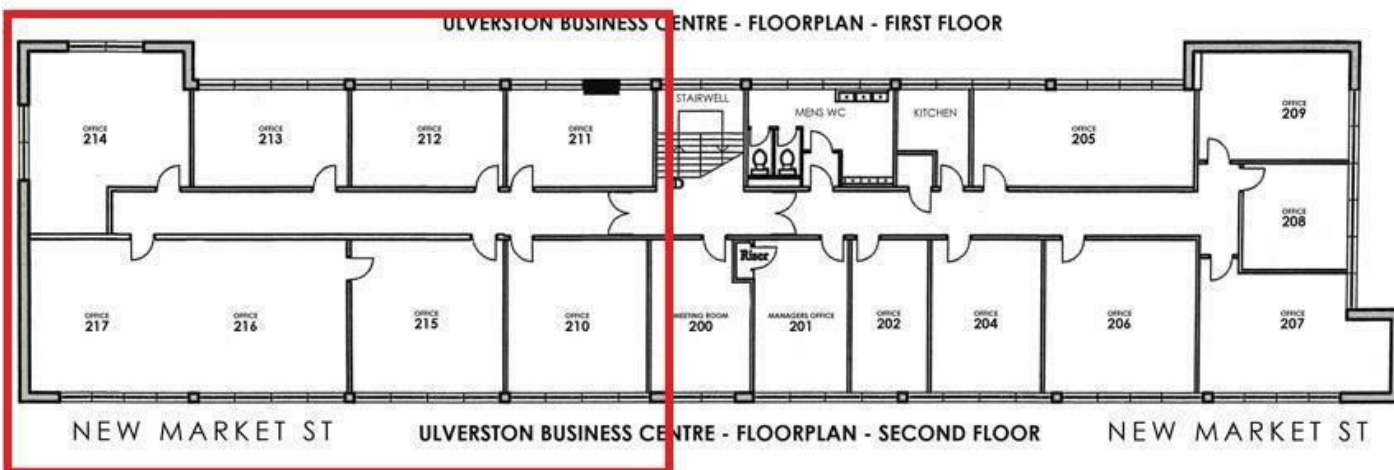 ULVERSTON BUSINESS CENTRE - FLOORPLAN - FIRST FLOOR
STAIRWELL
MENS WC
KITCHEN
OFFICE
214
OFFICE
213
OFFICE
212
OFFICE
211
OFFICE
205
OFFICE
209
OFFICE
208
Riser
OFFICE
217
OFFICE
216
OFFICE
215
OFFICE
210
MEETING ROOM
200
MANAGERS OFFICE
201
OFFICE
202
OFFICE
204
OFFICE
206
OFFICE
207
NEW MARKET ST
ULVERSTON BUSINESS CENTRE - FLOORPLAN - SECOND FLOOR
NEW MARKET ST